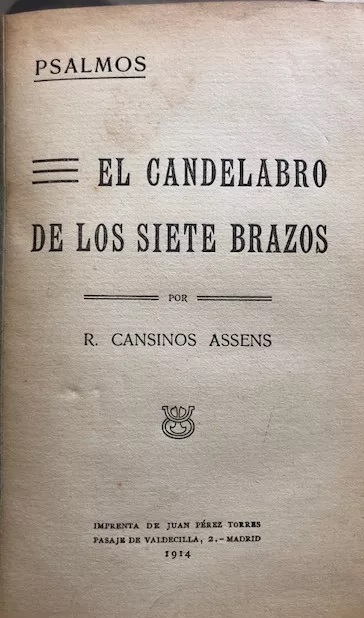 PSALMOS
EL CANDELABRO
DE LOS SIETE BRAZOS
POR
R. CANSINOS ASSENS
IMPRENTA DE JUAN PÉREZ TORRES
PASAJE DE VALDECILLA, 2.—MADRID
1914